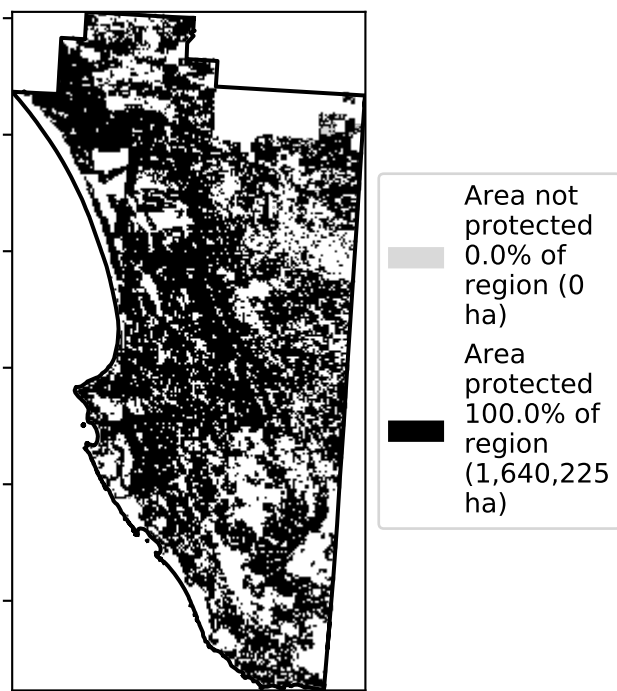 Area not
protected
0.0% of
region (0
ha)
Area
protected
100.0% of
region
(1,640,225
ha)